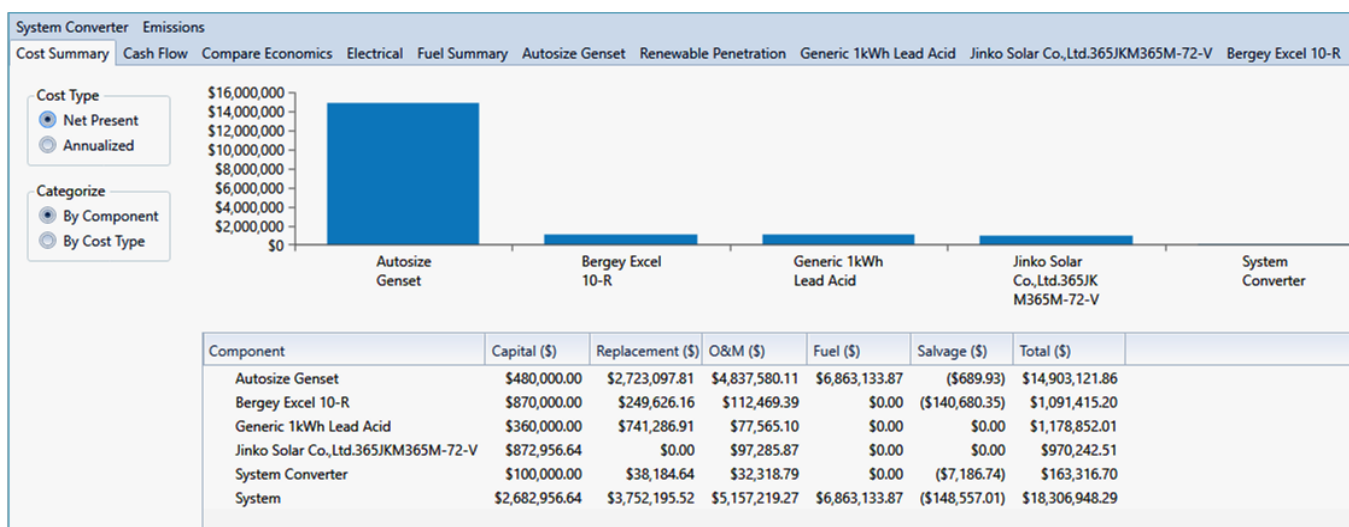 System Converter Emissions
Cost Summary Cash Flow Compare Economics Electrical Fuel Summary Autosize Genset Renewable Penetration Generic 1kWh Lead Acid Jinko Solar Co.,Ltd.365JKM365M-72-V Bergey Excel 10-R
Cost Type
Net Present
Annualized
Categorize
By Component
By Cost Type
$16,000,000
$14,000,000
$12,000,000
$10,000,000
$8,000,000
$6,000,000
$4,000,000
$2,000,000
$0
Autosize
Genset
Bergey Excel
10-R
Generic 1kWh
Lead Acid
Jinko Solar
Co.,Ltd.365JK
M365M-72-V
System
Converter
Component Capital ($) Replacement ($) O&M ($) Fuel ($) Salvage ($) Total ($)
Autosize Genset $480,000.00 $2,723,097.81 $4,837,580.11 $6,863,133.87 ($689.93) $14,903,121.86
Bergey Excel 10-R $870,000.00 $249,626.16 $112,469.39 $0.00 ($140,680.35) $1,091,415.20
Generic 1kWh Lead Acid $360,000.00 $741,286.91 $77,565.10 $0.00 $0.00 $1,178,852.01
Jinko Solar Co.,Ltd.365JKM365M-72-V $872,956.64 $0.00 $97,285.87 $0.00 $0.00 $970,242.51
System Converter $100,000.00 $38,184.64 $32,318.79 $0.00 ($7,186.74) $163,316.70
System $2,682,956.64 $3,752,195.52 $5,157,219.27 $6,863,133.87 ($148,557.01) $18,306,948.29